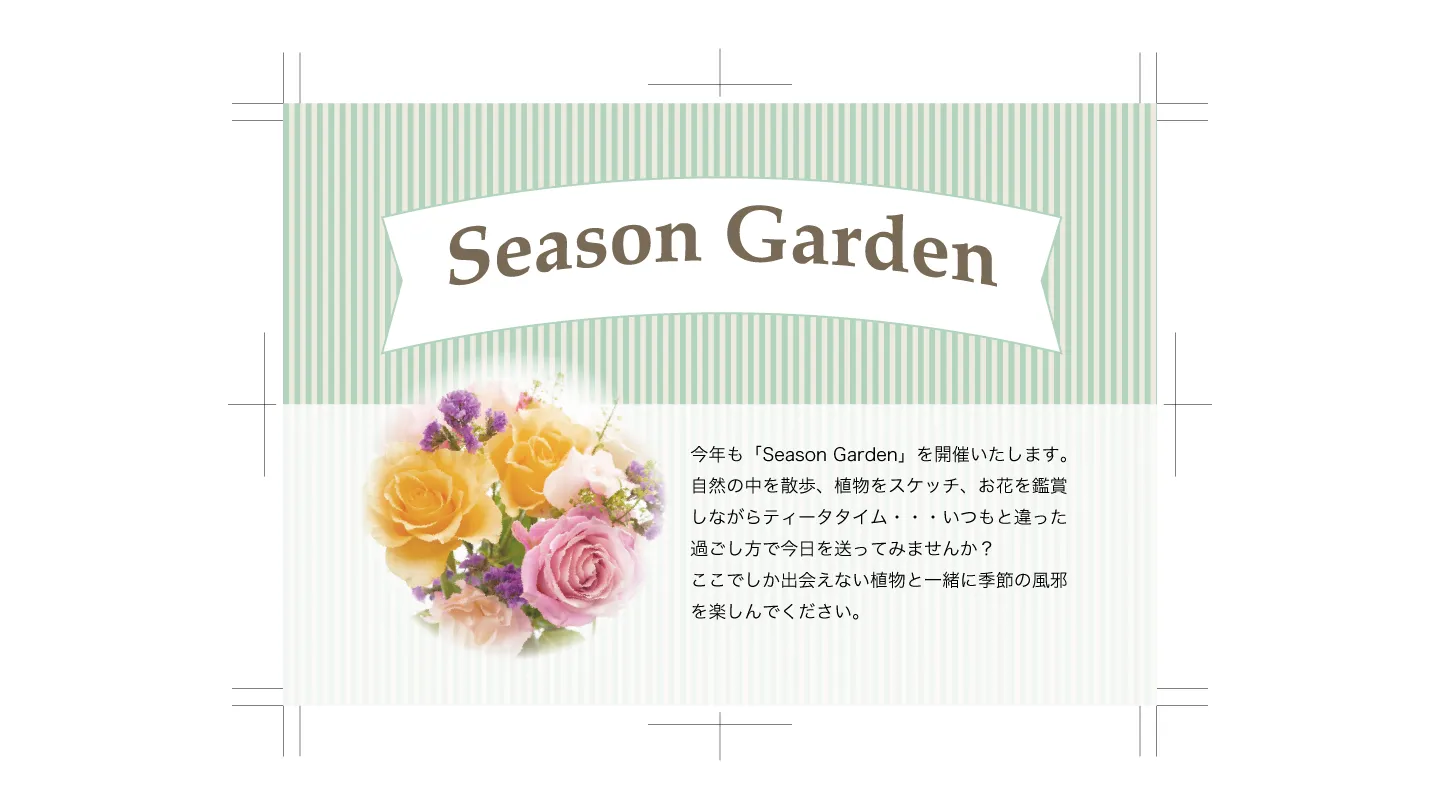 Season Garden
今年も「Season Garden」を開催いたします。
自然の中を散歩、植物をスケッチ、お花を鑑賞
しながらティータタイム・・・いつもと違った
過ごし方で今日を送ってみませんか？
ここでしか出会えない植物と一緒に季節の風邪
を楽しんでください。